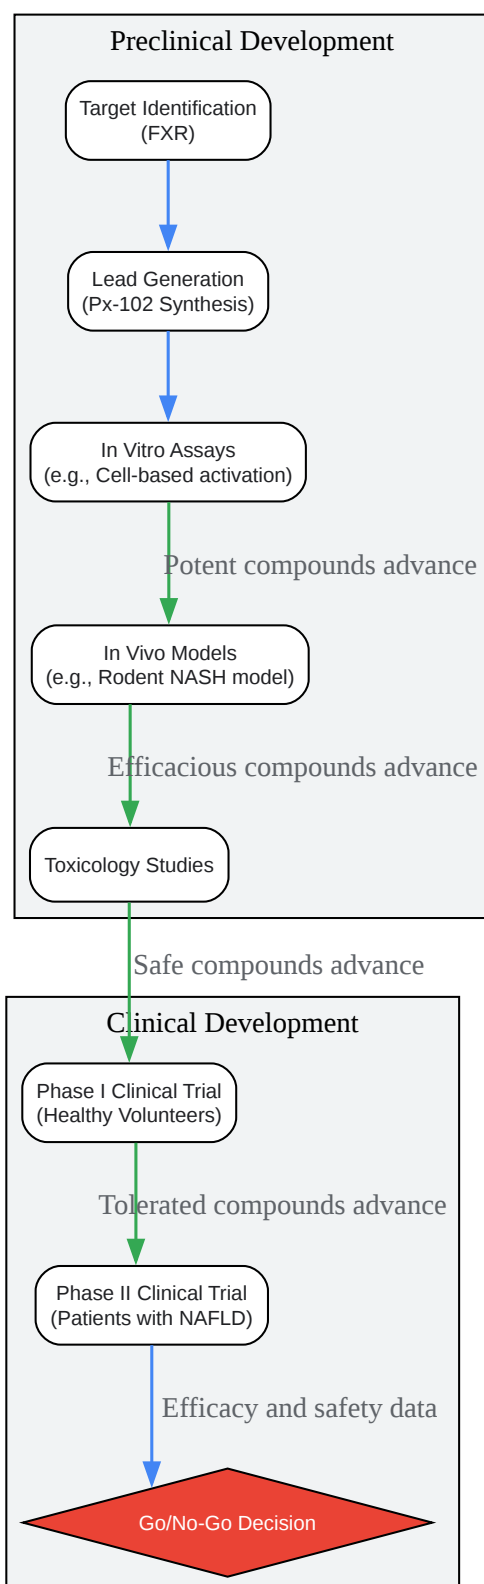 Preclinical Development
Target Identification
(FXR)
Lead Generation
(Px-102 Synthesis)
In Vitro Assays
(e.g., Cell-based activation)
Potent compounds advance
In Vivo Models
(e.g., Rodent NASH model)
Efficacious compounds advance
Toxicology Studies
Safe compounds advance
Clinical Development
Phase I Clinical Trial
(Healthy Volunteers)
Tolerated compounds advance
Phase II Clinical Trial
(Patients with NAFLD)
Efficacy and safety data
Go/No-Go Decision